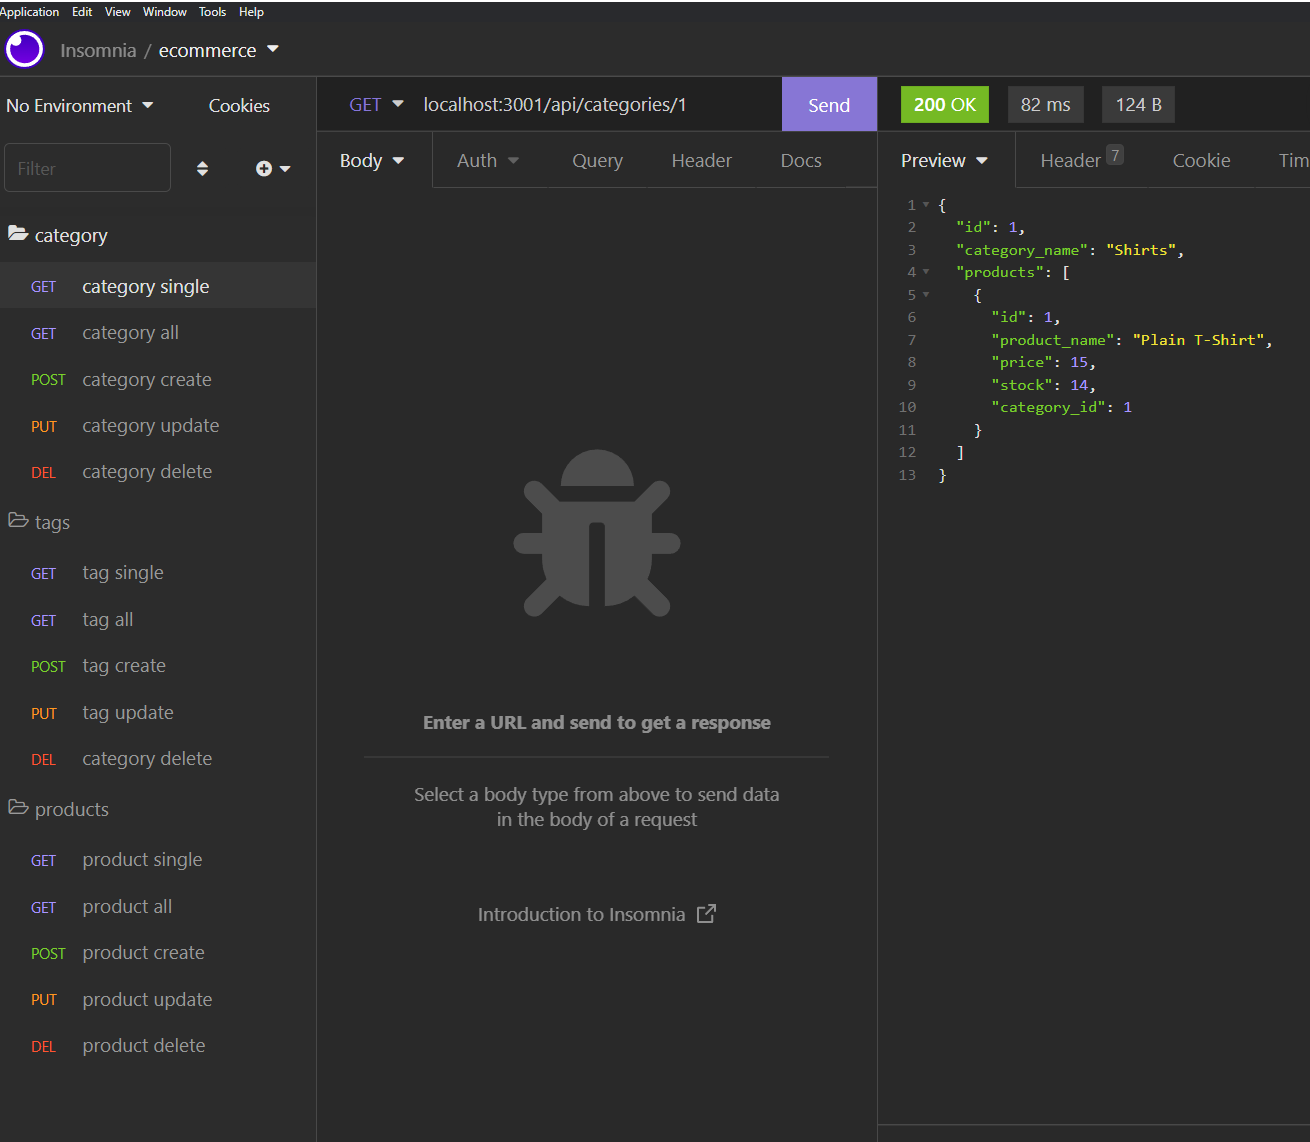 Application Edit View Window Tools Help
Insomnia / ecommerce
No Environment Cookies
Filter
category
GET category single
GET category all
POST category create
PUT category update
DEL category delete
tags
GET tag single
GET tag all
POST tag create
PUT tag update
DEL category delete
products
GET product single
GET product all
POST product create
PUT product update
DEL product delete
GET localhost:3001/api/categories/1 Send
Body Auth Query Header Docs
Enter a URL and send to get a response
Select a body type from above to send data
in the body of a request
Introduction to Insomnia
200 OK 82 ms 124 B
Preview Header 7 Cookie Tim
1 {
2 "id": 1,
3 "category_name": "Shirts",
4 "products": [
5 {
6 "id": 1,
7 "product_name": "Plain T-Shirt",
8 "price": 15,
9 "stock": 14,
10 "category_id": 1
11 }
12 ]
13 }